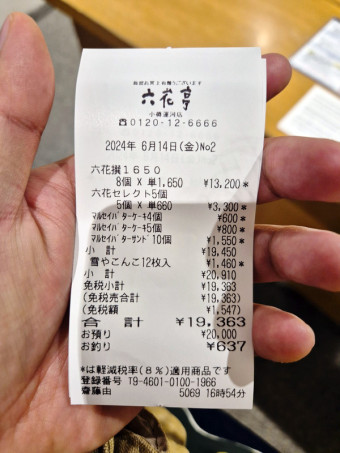 毎度お買上有難うございます
六花亭
小樽運河店
☎0120-12-6666
2024年 6月14日(金)No2
六花撰1650
8個 X 単1,650 ¥13,200*
六花セレクト5個
5個 X 単660 ¥3,300*
マルセイバターケーキ4個 ¥600*
マルセイバターケーキ5個 ¥800*
マルセイバターサンド10個 ¥1,550*
小 計 ¥19,450
雪やこんこ12枚入 ¥1,460*
小 計 ¥20,910
免税小計 ¥19,363
(免税売合計 ¥19,363)
(免税額 ¥1,547)
合 計 ¥19,363
お預り ¥20,000
お釣り ¥637
*は軽減税率(8%)適用商品です
登録番号 T9-4601-0100-1966
齋藤由 5069 16時54分